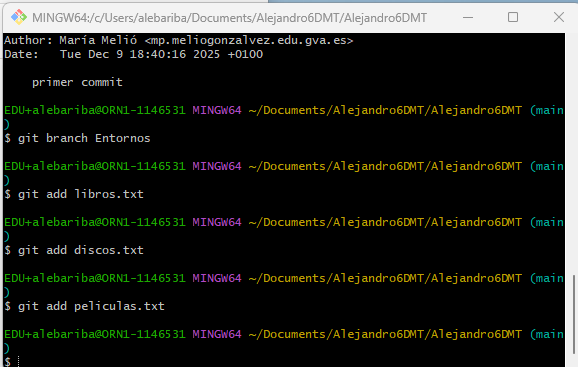 MINGW64:/c/Users/alebariba/Documents/Alejandro6DMT/Alejandro6DMT
Author: María Melió <mp.meliogonzalvez.edu.gva.es>
Date:   Tue Dec 9 18:40:16 2025 +0100
primer commit
EDU+alebariba@ORN1-1146531 MINGW64 ~/Documents/Alejandro6DMT/Alejandro6DMT (main
)
$ git branch Entornos
EDU+alebariba@ORN1-1146531 MINGW64 ~/Documents/Alejandro6DMT/Alejandro6DMT (main
)
$ git add libros.txt
EDU+alebariba@ORN1-1146531 MINGW64 ~/Documents/Alejandro6DMT/Alejandro6DMT (main
)
$ git add discos.txt
EDU+alebariba@ORN1-1146531 MINGW64 ~/Documents/Alejandro6DMT/Alejandro6DMT (main
)
$ git add peliculas.txt
EDU+alebariba@ORN1-1146531 MINGW64 ~/Documents/Alejandro6DMT/Alejandro6DMT (main
)
$